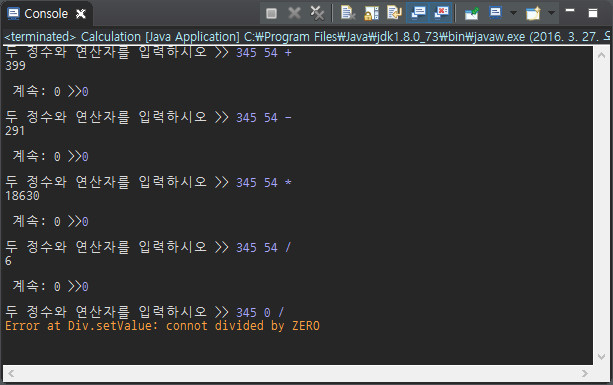 Console
<terminated> Calculation [Java Application] C:₩Program Files₩Java₩jdk1.8.0_73₩bin₩javaw.exe (2016. 3. 27.
두 정수와 연산자를 입력하시오 >> 345 54 +
399
계속: 0 >>0
두 정수와 연산자를 입력하시오 >> 345 54 -
291
계속: 0 >>0
두 정수와 연산자를 입력하시오 >> 345 54 *
18630
계속: 0 >>0
두 정수와 연산자를 입력하시오 >> 345 54 /
6
계속: 0 >>0
두 정수와 연산자를 입력하시오 >> 345 0 /
Error at Div.setValue: connot divided by ZERO